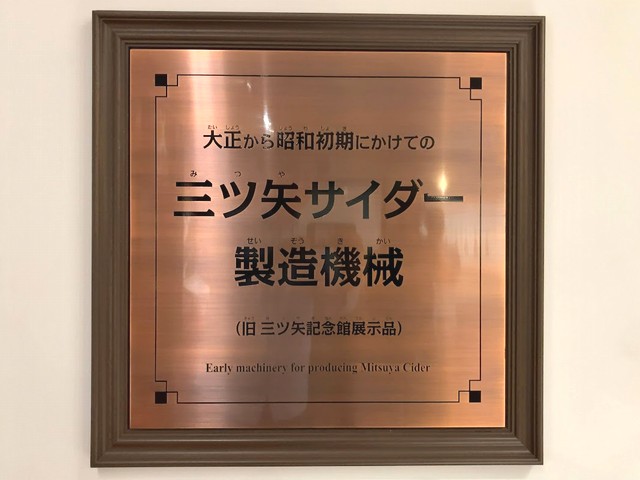 大正から昭和初期にかけての
三ツ矢サイダー
製造機械
(旧 三ツ矢記念館展示品)
Early machinery for producing Mitsuya Cider